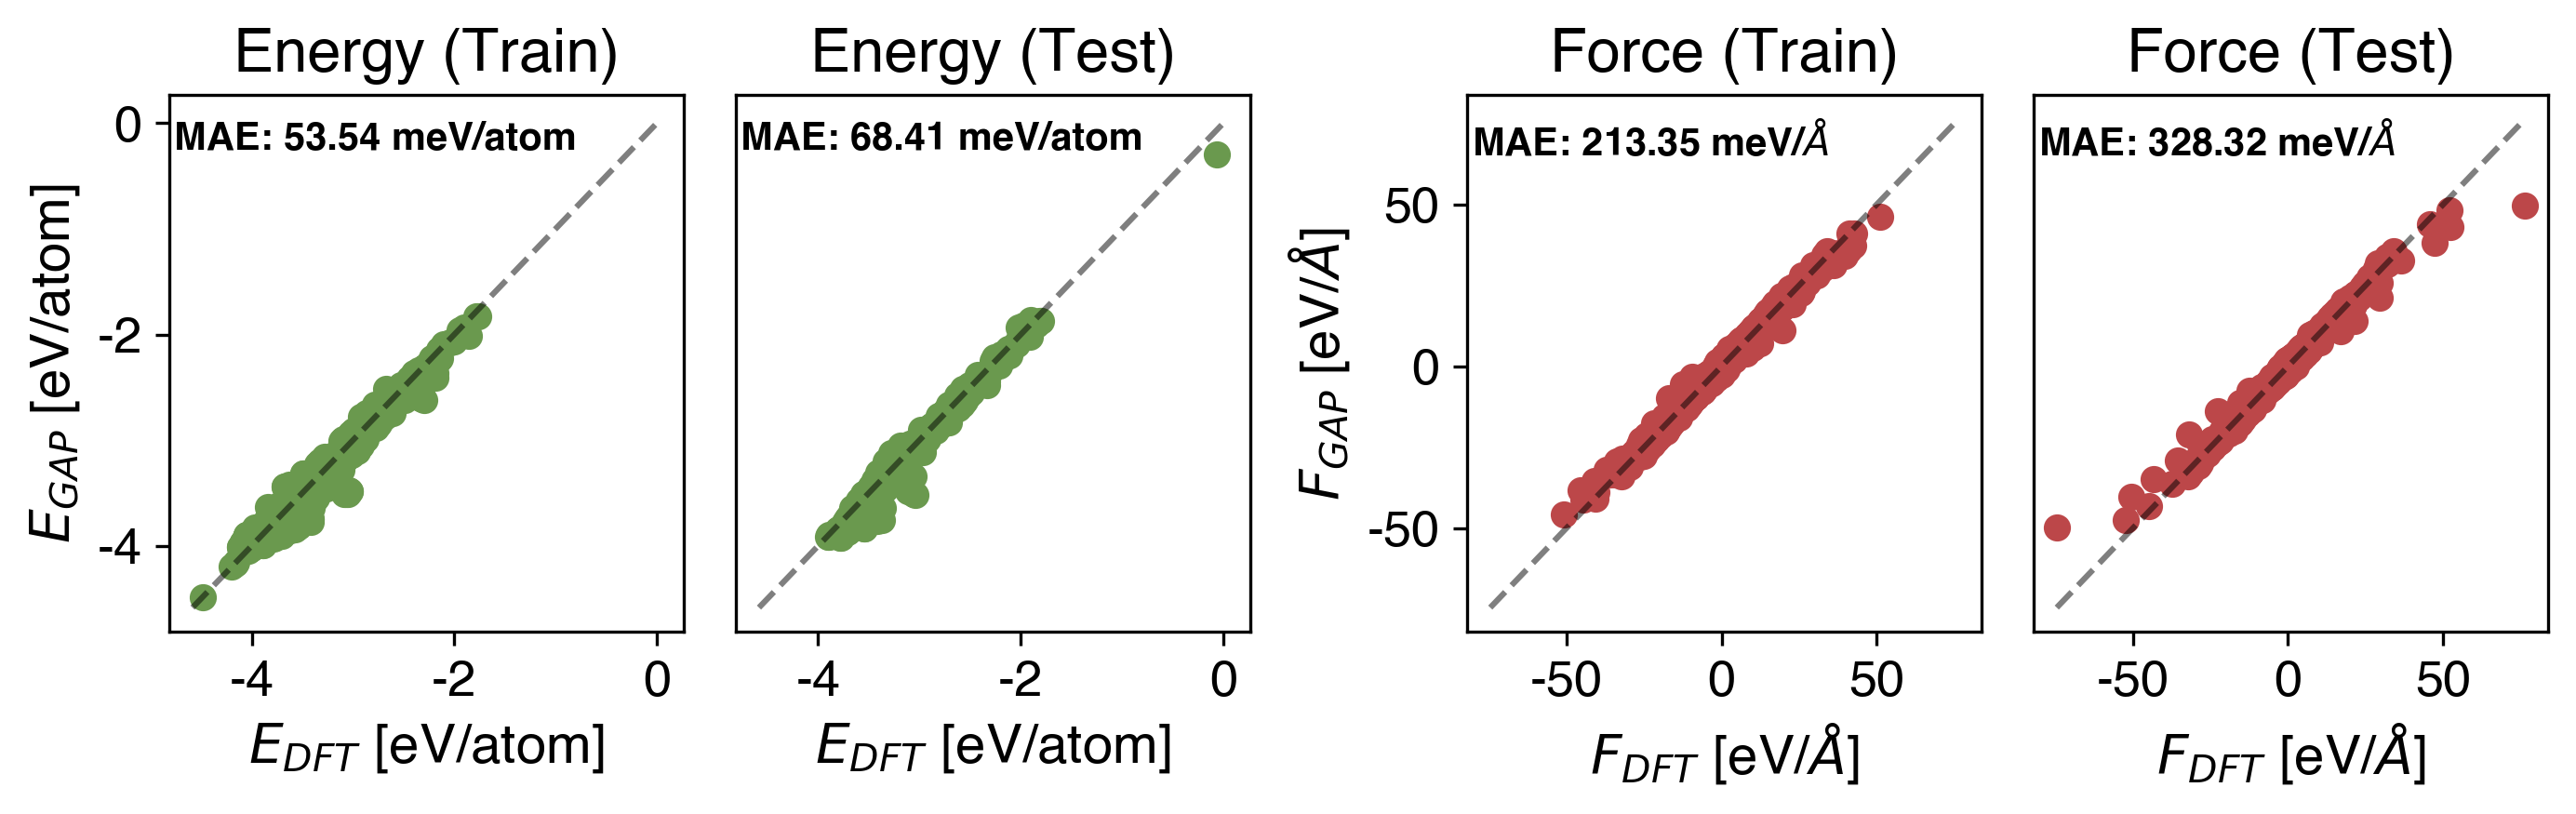 Energy (Train)
MAE: 53.54 meV/atom
0
-2
-4
E_GAP [eV/atom]
-4 -2 0
E_DFT [eV/atom]
Energy (Test)
MAE: 68.41 meV/atom
-4 -2 0
E_DFT [eV/atom]
Force (Train)
MAE: 213.35 meV/Å
50
0
-50
F_GAP [eV/Å]
-50 0 50
F_DFT [eV/Å]
Force (Test)
MAE: 328.32 meV/Å
-50 0 50
F_DFT [eV/Å]